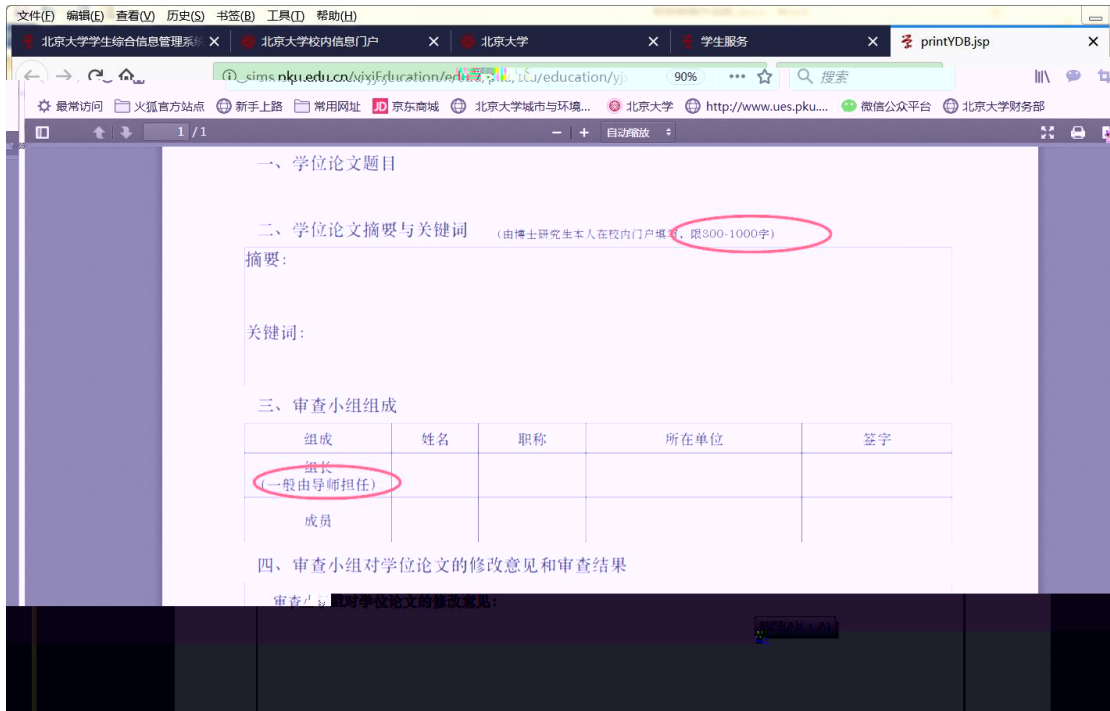 文件(F) 编辑(E) 查看(V) 历史(S) 书签(B) 工具(T) 帮助(H)
北京大学学生综合信息管理系统 × 北京大学校内信息门户 × 北京大学 × 学生服务 × printYDB.jsp ×
90% ··· 搜索
最常访问 火狐官方站点 新手上路 常用网址 JD 京东商城 北京大学城市与环境... 北京大学 http://www.ues.pku.... 微信公众平台 北京大学财务部
1 / 1 − + 自动缩放
一、学位论文题目
二、学位论文摘要与关键词 (由博士研究生本人在校内门户填写，限800-1000字)
摘要:
关键词:
三、审查小组组成
组成 姓名 职称 所在单位 签字
组长
(一般由导师担任)
成员
四、审查小组对学位论文的修改意见和审查结果
审查小组对学位论文的修改意见: